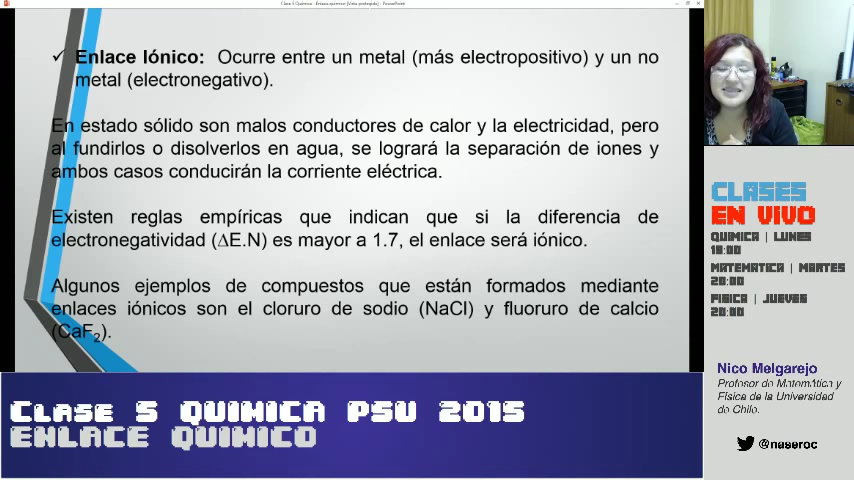 Clase 5 Química - Enlace químico [Vista protegida] - PowerPoint
✓ Enlace Iónico: Ocurre entre un metal (más electropositivo) y un no
metal (electronegativo).
En estado sólido son malos conductores de calor y la electricidad, pero
al fundirlos o disolverlos en agua, se logrará la separación de iones y
ambos casos conducirán la corriente eléctrica.
Existen reglas empíricas que indican que si la diferencia de
electronegatividad (∆E.N) es mayor a 1.7, el enlace será iónico.
Algunos ejemplos de compuestos que están formados mediante
enlaces iónicos son el cloruro de sodio (NaCl) y fluoruro de calcio
(CaF₂).
CLASES
EN VIVO
QUIMICA | LUNES
18:00
MATEMATICA | MARTES
20:00
FISICA | JUEVES
20:00
Nico Melgarejo
Profesor de Matemática y
Física de la Universidad
de Chile.
@naseroc
Clase 5 QUIMICA PSU 2015
ENLACE QUIMICO